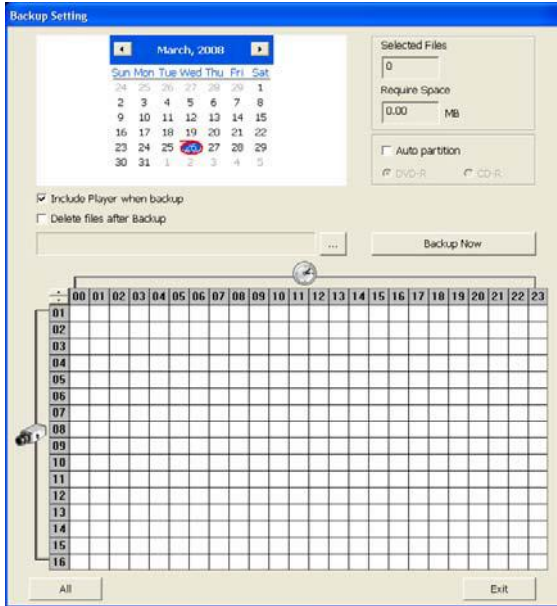 Backup Setting
March, 2008
Sun Mon Tue Wed Thu Fri Sat
24 25 26 27 28 29 1
2 3 4 5 6 7 8
9 10 11 12 13 14 15
16 17 18 19 20 21 22
23 24 25 26 27 28 29
30 31 1 2 3 4 5
Selected Files
0
Require Space
0.00 MB
Auto partition
DVD-R CD-R
Include Player when backup
Delete files after Backup
... Backup Now
00 01 02 03 04 05 06 07 08 09 10 11 12 13 14 15 16 17 18 19 20 21 22 23
01
02
03
04
05
06
07
08
09
10
11
12
13
14
15
16
All Exit